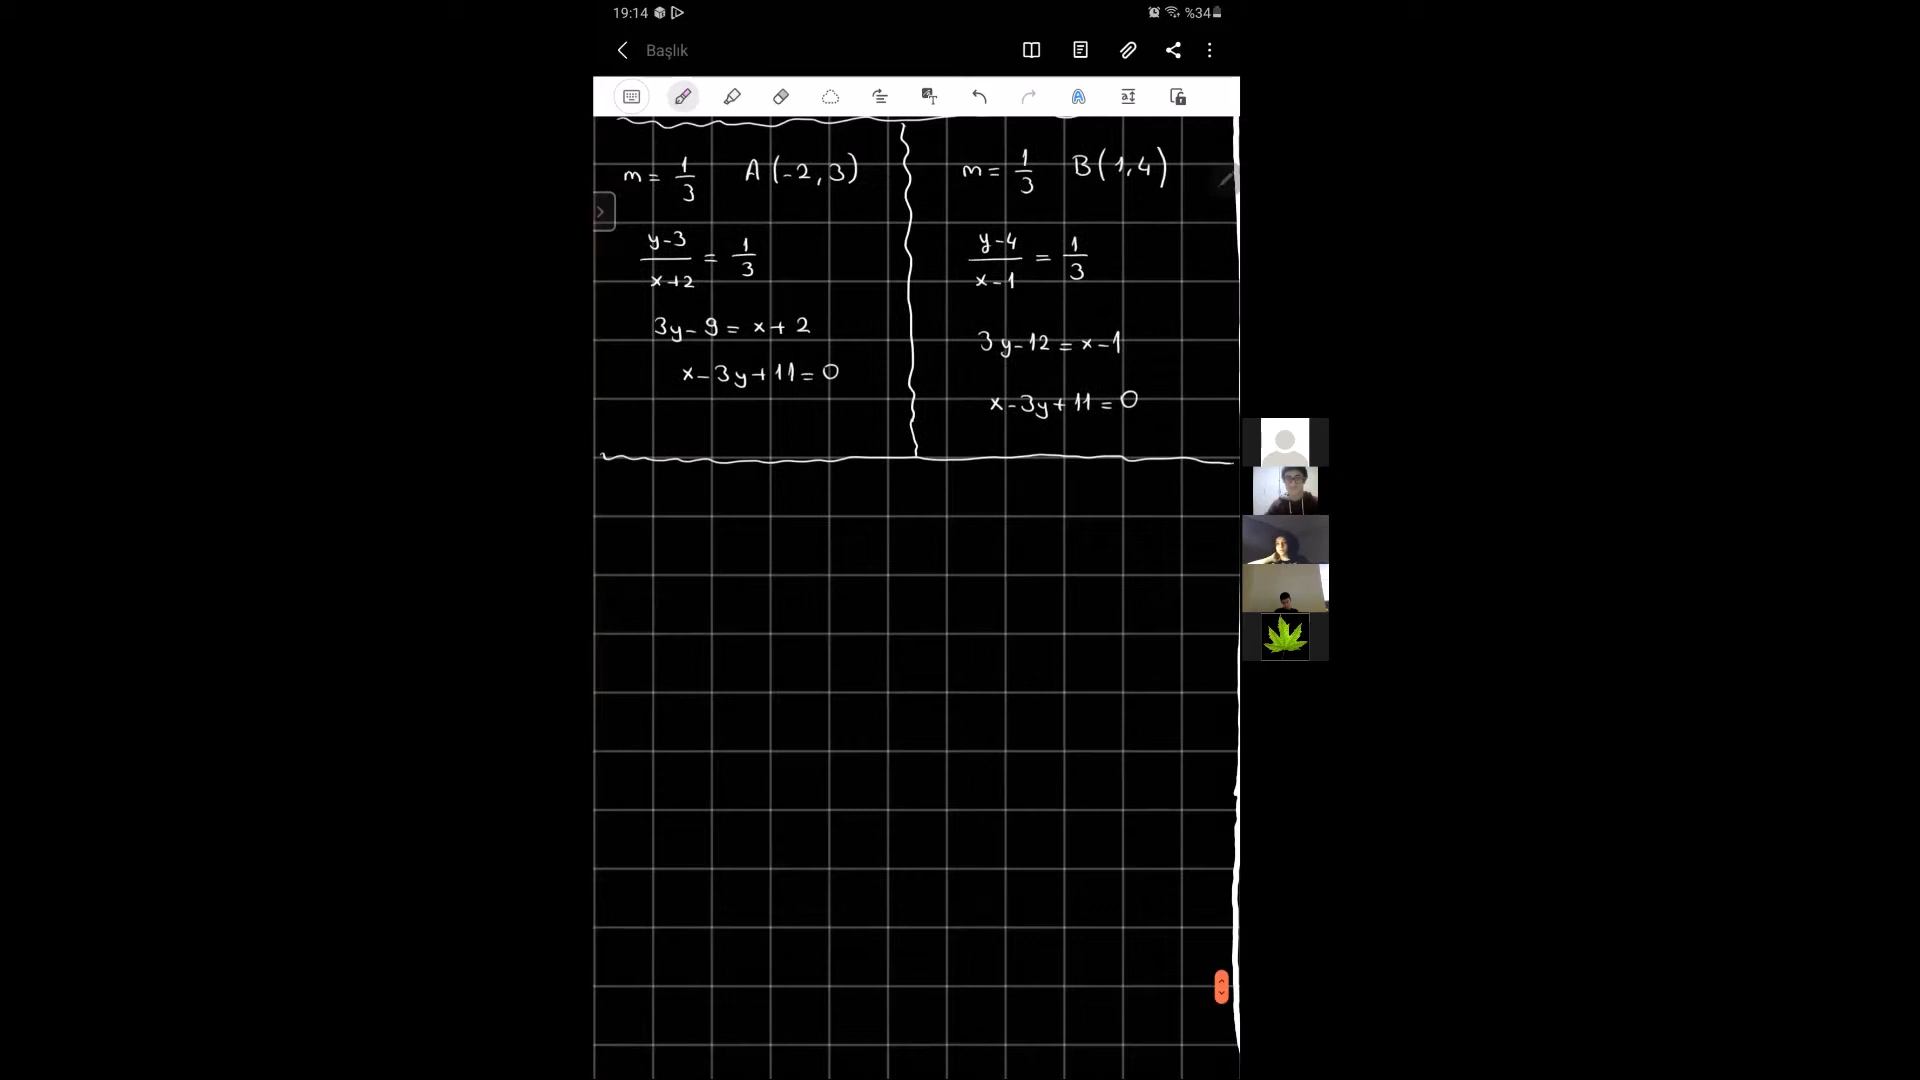 19:14
%34
Başlık
m = 1/3 A(-2, 3)
y-3/x+2 = 1/3
3y - 9 = x + 2
x - 3y + 11 = 0
m = 1/3 B(1, 4)
y-4/x-1 = 1/3
3y - 12 = x - 1
x - 3y + 11 = 0